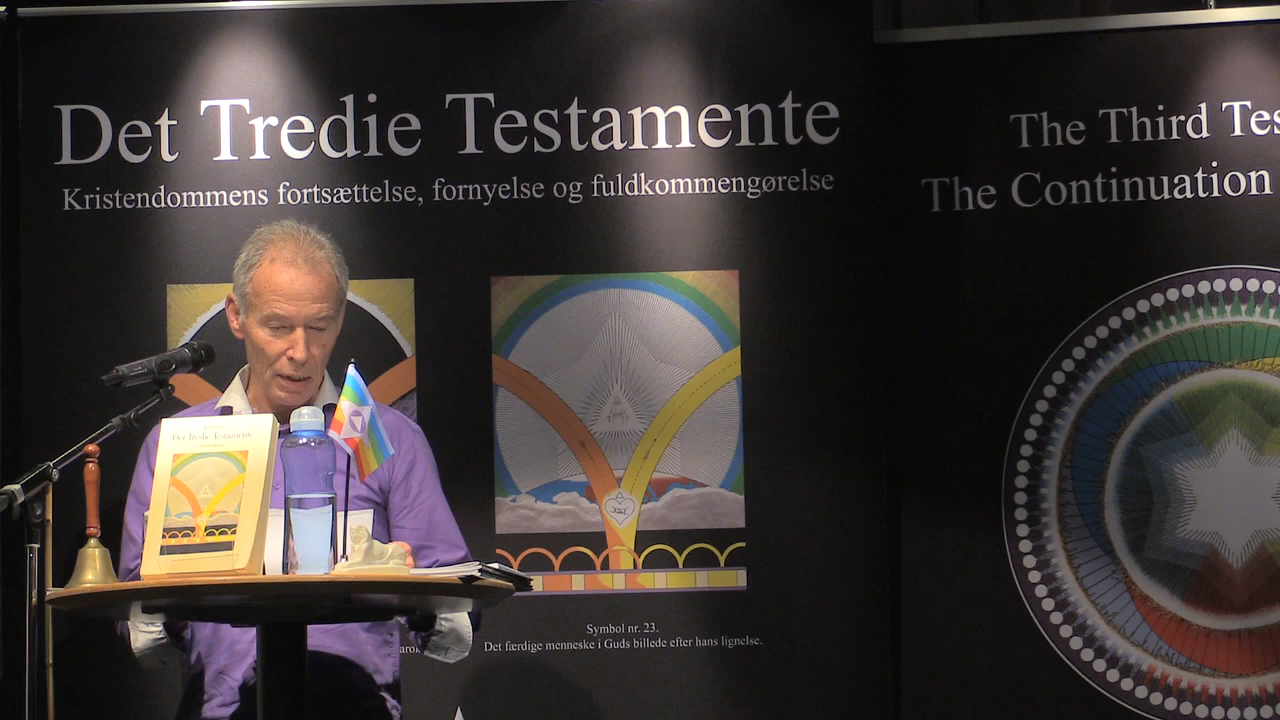 Det Tredie Testamente
Kristendommens fortsættelse, fornyelse og fuldkommengørelse
The Third Tes
The Continuation
Det Tredie Testamente
Symbol nr. 23.
Det færdige menneske i Guds billede efter hans lignelse.